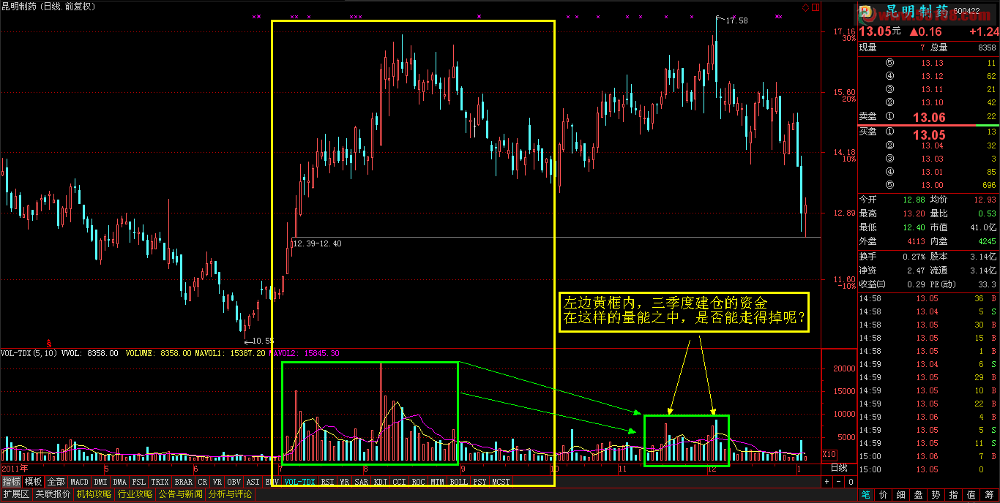 昆明制药 (日线.前复权)
17.58
12.39-12.40
10.55
17.16
30%
15.60
20%
14.18
10%
12.89
11.60
-10%
左边黄框内，三季度建仓的资金
在这样的量能之中，是否能走得掉呢?
VOL-TDX(5,10) VVOL: 8358.00 VOLUME: 8358.00 MAVOL1: 15387.20 MAVOL2: 15845.30
20000
15000
10000
5000
X10
2011年 5 6 7 8 9 10 11 12 1 日线
指标 模板 全部 MACD DMI DMA FSL TRIX BRAR CR VR OBV ASI EMV VOL-TDX RSI WR SAR KDJ CCI ROC MTM BOLL PSY MCST + - 0
扩展区 关联报价 机构攻略 行业攻略 公告与新闻 分析与评论
R 昆明制药 600422
13.05元 ▲0.16 +1.24
现量 7 总量 8358
⑤ 13.13 11
④ 13.12 62
③ 13.11 21
② 13.10 42
卖盘 ① 13.06 22
买盘 ① 13.05 13
② 13.04 32
③ 13.03 3
④ 13.01 85
⑤ 13.00 696
今开 12.88 均价 12.93
最高 13.20 量比 0.53
最低 12.40 市值 41.0亿
外盘 4113 内盘 4245
换手 0.27% 股本 3.14亿
净资 2.47 流通 3.14亿
收益㈢ 0.29 PE(动) 33.3
14:58 13.05 36 B
14:58 13.04 5 S
14:58 13.05 30 B
14:58 13.05 15 B
14:58 13.05 1 B
14:59 13.04 6 S
14:59 13.05 29 B
14:59 13.05 10 B
14:59 13.05 22 B
14:59 13.06 4 B
14:59 13.05 5 S
14:59 13.05 11 S
15:00 13.06 7 B
15:00 13.05 0
笔 价 细 盘 势 指 值 筹